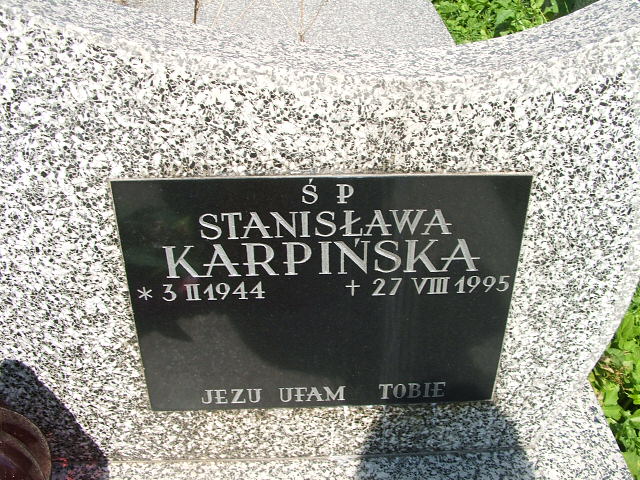 Ś P
STANISŁAWA
KARPIŃSKA
* 3 II 1944 † 27 VIII 1995
JEZU UFAM TOBIE